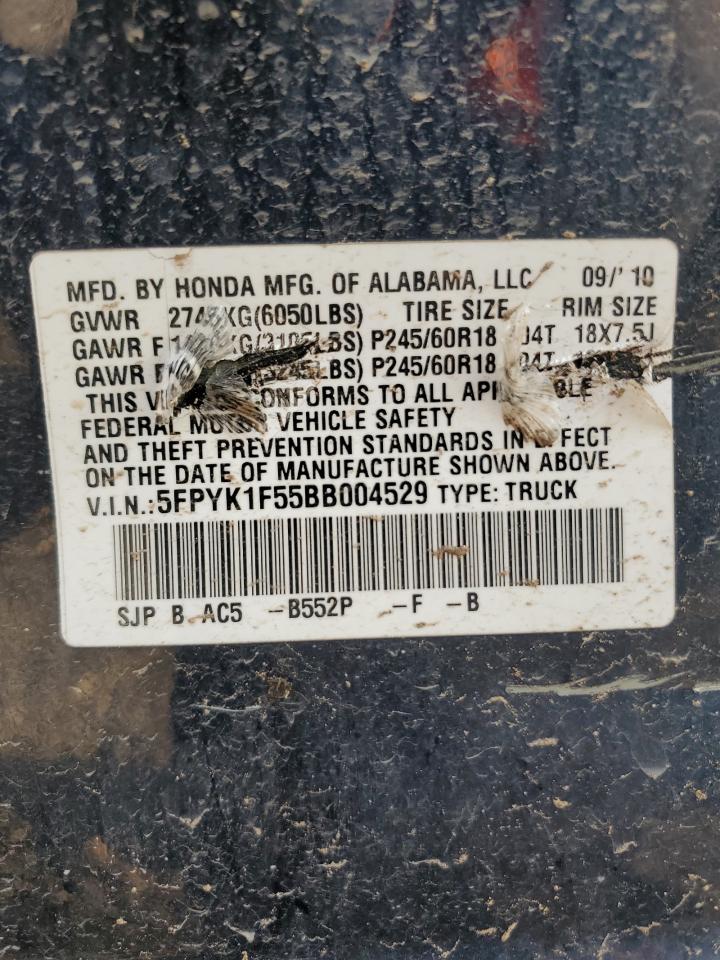 MFD. BY HONDA MFG. OF ALABAMA, LLC 09/'10
GVWR KG(6050LBS) TIRE SIZE RIM SIZE
GAWR F P245/60R18 18X7.5J
GAWR P245/60R18
THIS CONFORMS TO ALL
FEDERAL VEHICLE SAFETY
AND THEFT PREVENTION STANDARDS IN EFFECT
ON THE DATE OF MANUFACTURE SHOWN ABOVE.
V.I.N.:5FPYK1F55BB004529 TYPE: TRUCK
SJP B AC5 -B552P -F -B